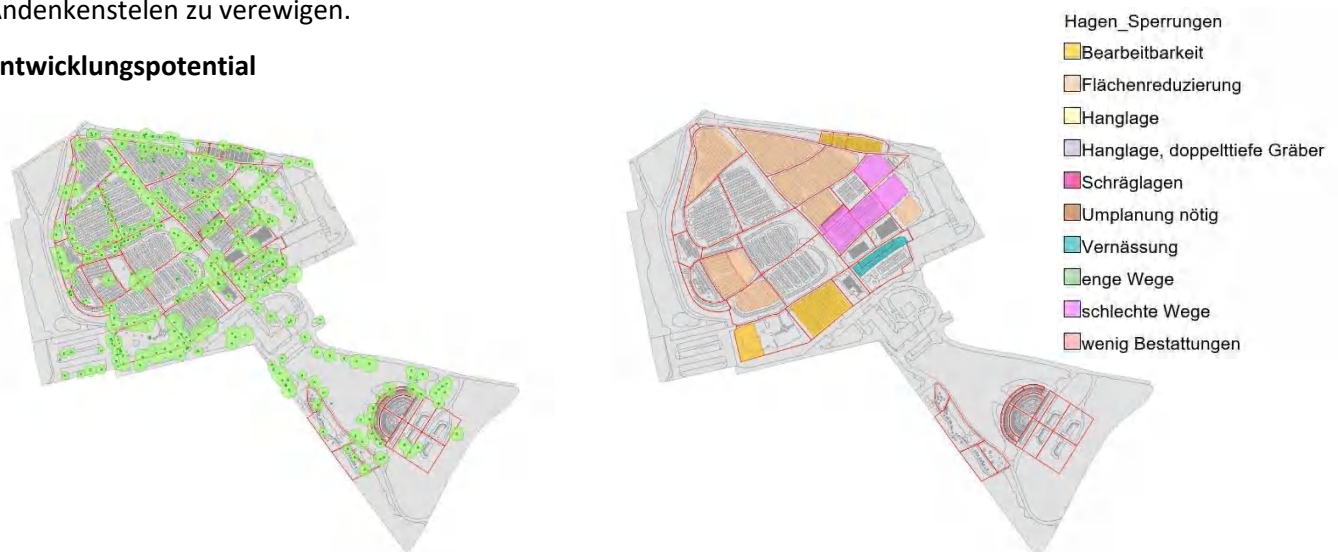 Andenkenstelen zu verewigen.
ntwicklungspotential
Hagen_Sperrungen
Bearbeitbarkeit
Flächenreduzierung
Hanglage
Hanglage, doppelttiefe Gräber
Schräglagen
Umplanung nötig
Vernässung
enge Wege
schlechte Wege
wenig Bestattungen